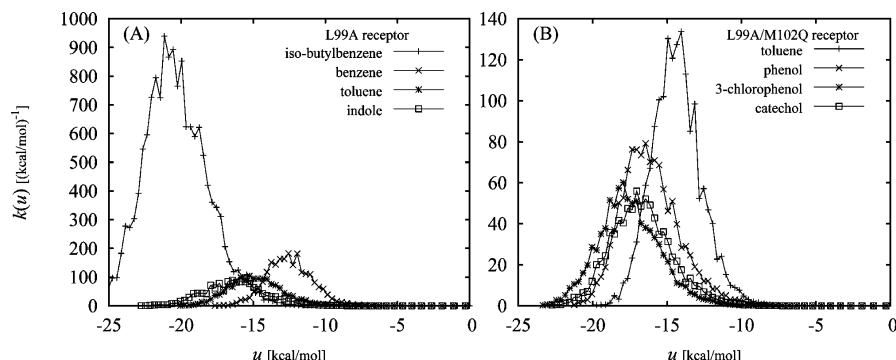 (A)
L99A receptor
iso-butylbenzene
benzene
toluene
indole
k(u) [(kcal/mol)⁻¹]
1000
900
800
700
600
500
400
300
200
100
0
-25 -20 -15 -10 -5 0
u [kcal/mol]
(B)
L99A/M102Q receptor
toluene
phenol
3-chlorophenol
catechol
140
120
100
80
60
40
20
0
-25 -20 -15 -10 -5 0
u [kcal/mol]